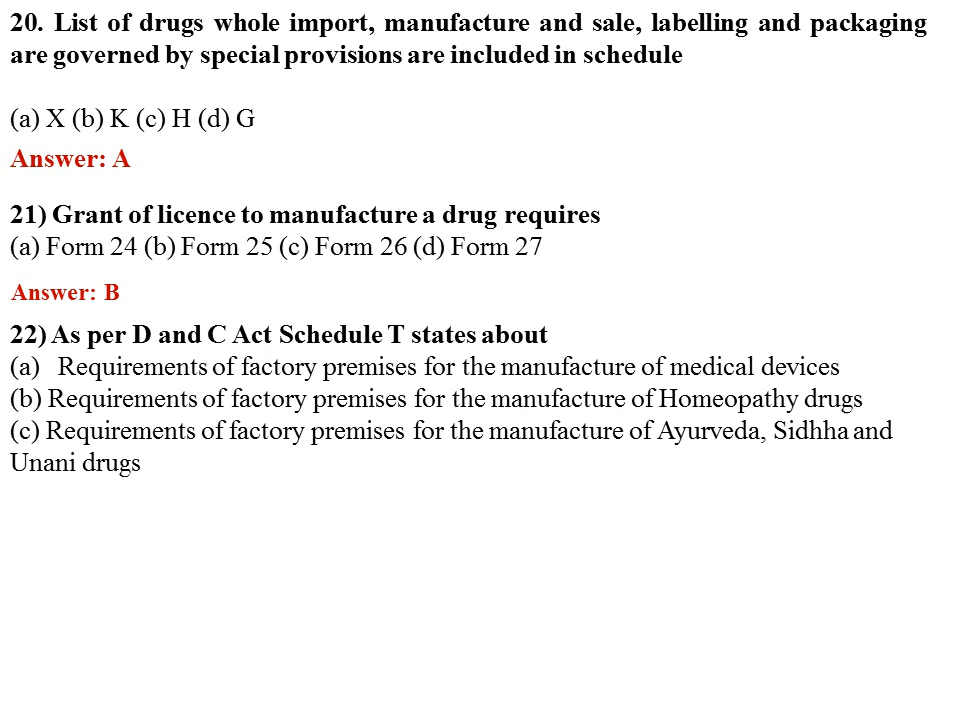 20. List of drugs whole import, manufacture and sale, labelling and packaging
are governed by special provisions are included in schedule
(a) X (b) K (c) H (d) G
Answer: A
21) Grant of licence to manufacture a drug requires
(a) Form 24 (b) Form 25 (c) Form 26 (d) Form 27
Answer: B
22) As per D and C Act Schedule T states about
(a) Requirements of factory premises for the manufacture of medical devices
(b) Requirements of factory premises for the manufacture of Homeopathy drugs
(c) Requirements of factory premises for the manufacture of Ayurveda, Sidhha and
Unani drugs